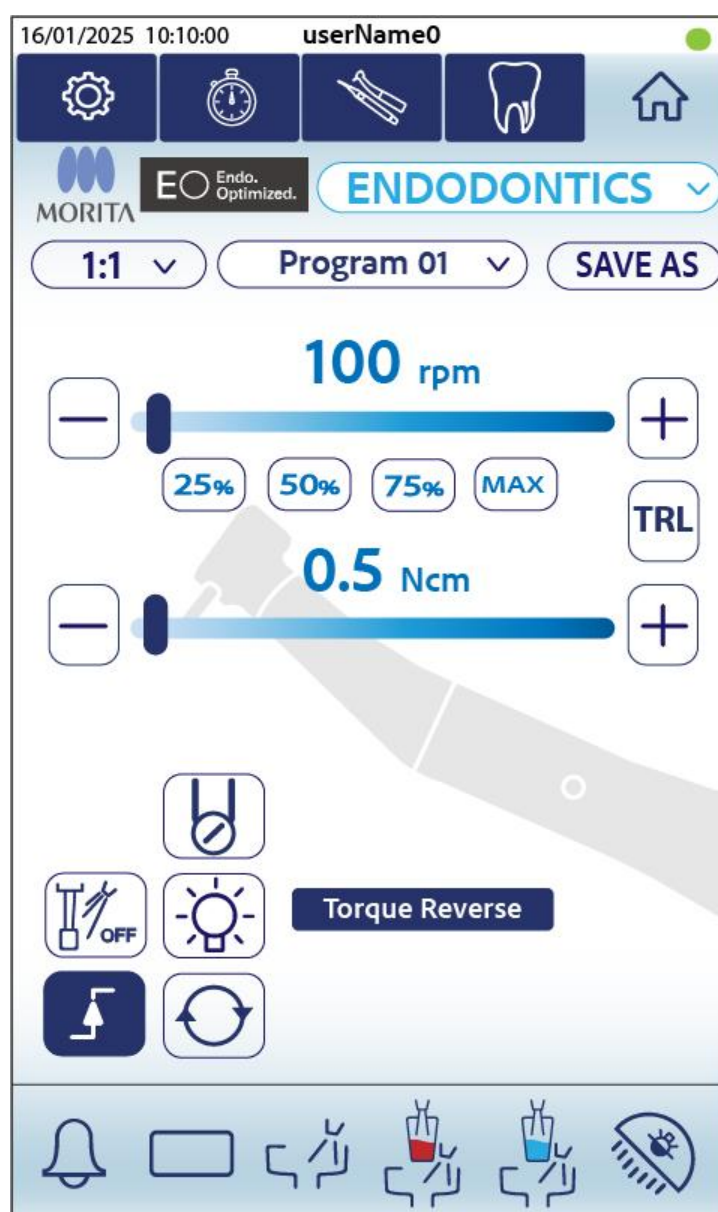 16/01/2025 10:10:00 userName0
MORITA
EO Endo. Optimized.
ENDODONTICS
1:1 Program 01 SAVE AS
100 rpm
25% 50% 75% MAX
TRL
0.5 Ncm
OFF
Torque Reverse